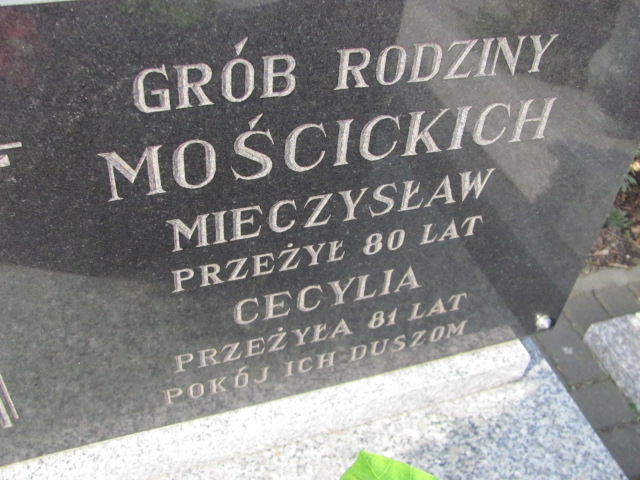 GRÓB RODZINY
MOŚCICKICH
MIECZYSŁAW
PRZEŻYŁ 80 LAT
CECYLIA
PRZEŻYŁA 81 LAT
POKÓJ ICH DUSZOM